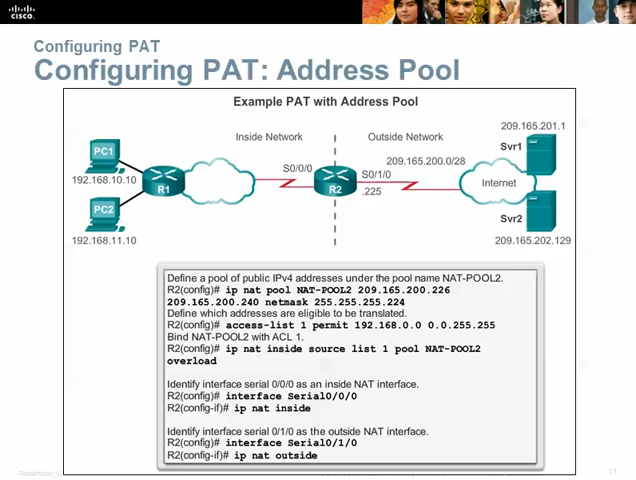 CISCO
Configuring PAT
Configuring PAT: Address Pool
Example PAT with Address Pool
209.165.201.1
Inside Network
Outside Network
Svr1
PC1
S0/0/0
209.165.200.0/28
S0/1/0
192.168.10.10
R1
R2
.225
Internet
PC2
Svr2
192.168.11.10
209.165.202.129
Define a pool of public IPv4 addresses under the pool name NAT-POOL2.
R2(config)# ip nat pool NAT-POOL2 209.165.200.226
209.165.200.240 netmask 255.255.255.224
Define which addresses are eligible to be translated.
R2(config)# access-list 1 permit 192.168.0.0 0.0.255.255
Bind NAT-POOL2 with ACL 1.
R2(config)# ip nat inside source list 1 pool NAT-POOL2
overload
Identify interface serial 0/0/0 as an inside NAT interface.
R2(config)# interface Serial0/0/0
R2(config-if)# ip nat inside
Identify interface serial 0/1/0 as the outside NAT interface.
R2(config)# interface Serial0/1/0
R2(config-if)# ip nat outside